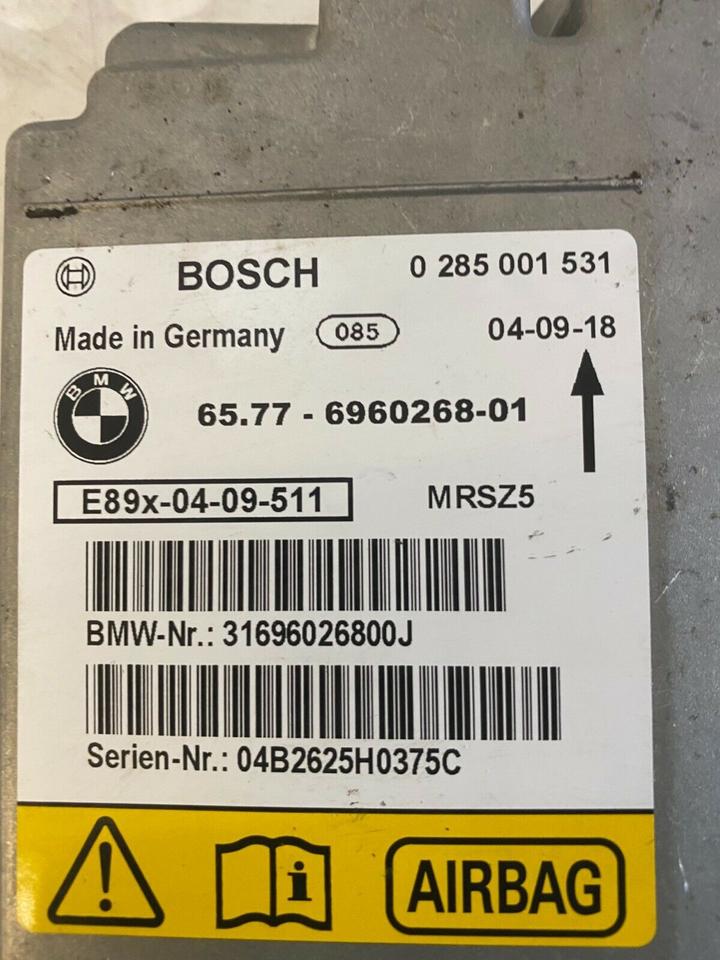 BOSCH 0 285 001 531
Made in Germany 085 04-09-18
BMW
65.77 - 6960268-01
E89x-04-09-511 MRSZ5
BMW-Nr.: 31696026800J
Serien-Nr.: 04B2625H0375C
! i AIRBAG